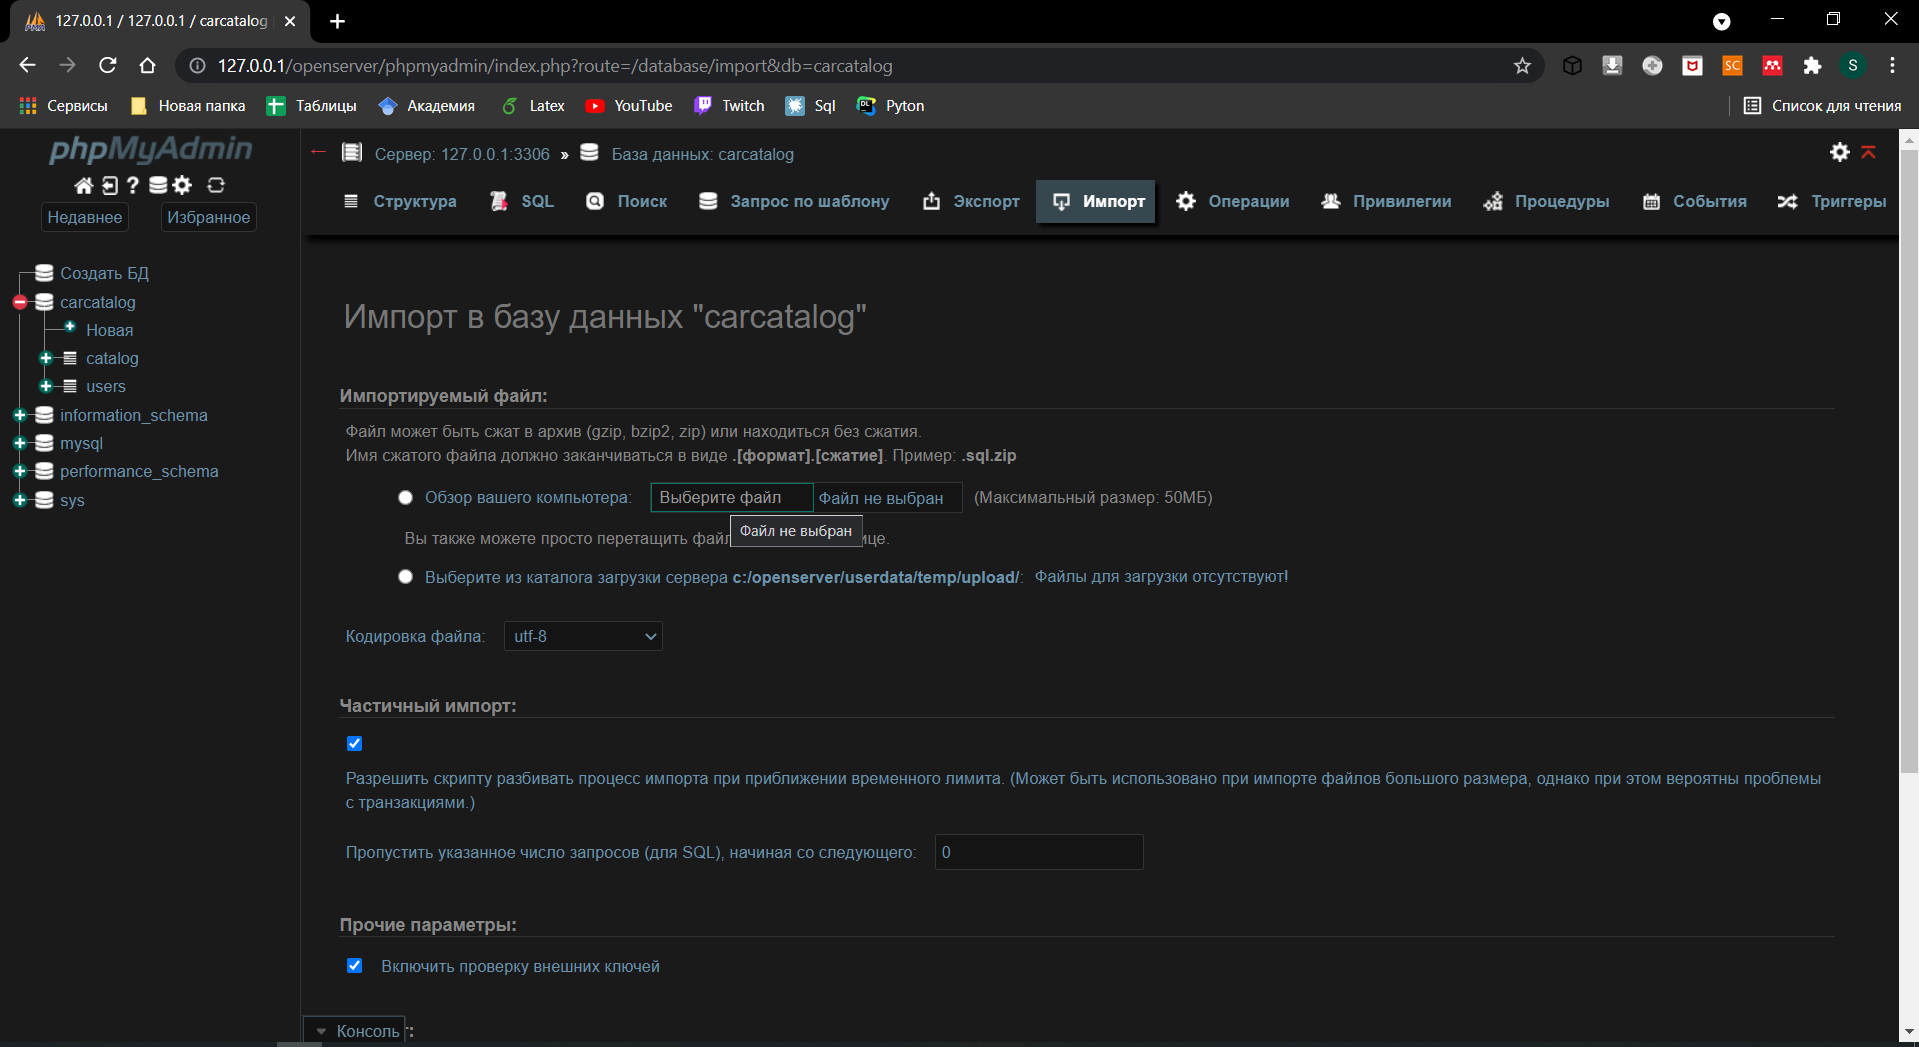 127.0.0.1 / 127.0.0.1 / carcatalog
127.0.0.1/openserver/phpmyadmin/index.php?route=/database/import&db=carcatalog
SC
S
Сервисы
Новая папка
Таблицы
Академия
Latex
YouTube
Twitch
Sql
Pyton
Список для чтения
phpMyAdmin
Недавнее
Избранное
Создать БД
carcatalog
Новая
catalog
users
information_schema
mysql
performance_schema
sys
Сервер: 127.0.0.1:3306 » База данных: carcatalog
Структура
SQL
Поиск
Запрос по шаблону
Экспорт
Импорт
Операции
Привилегии
Процедуры
События
Триггеры
Импорт в базу данных "carcatalog"
Импортируемый файл:
Файл может быть сжат в архив (gzip, bzip2, zip) или находиться без сжатия.
Имя сжатого файла должно заканчиваться в виде .[формат].[сжатие]. Пример: .sql.zip
Обзор вашего компьютера: Выберите файл Файл не выбран (Максимальный размер: 50МБ)
Файл не выбран
Вы также можете просто перетащить файл ице.
Выберите из каталога загрузки сервера c:/openserver/userdata/temp/upload/: Файлы для загрузки отсутствуют!
Кодировка файла: utf-8
Частичный импорт:
Разрешить скрипту разбивать процесс импорта при приближении временного лимита. (Может быть использовано при импорте файлов большого размера, однако при этом вероятны проблемы
с транзакциями.)
Пропустить указанное число запросов (для SQL), начиная со следующего: 0
Прочие параметры:
Включить проверку внешних ключей
Консоль